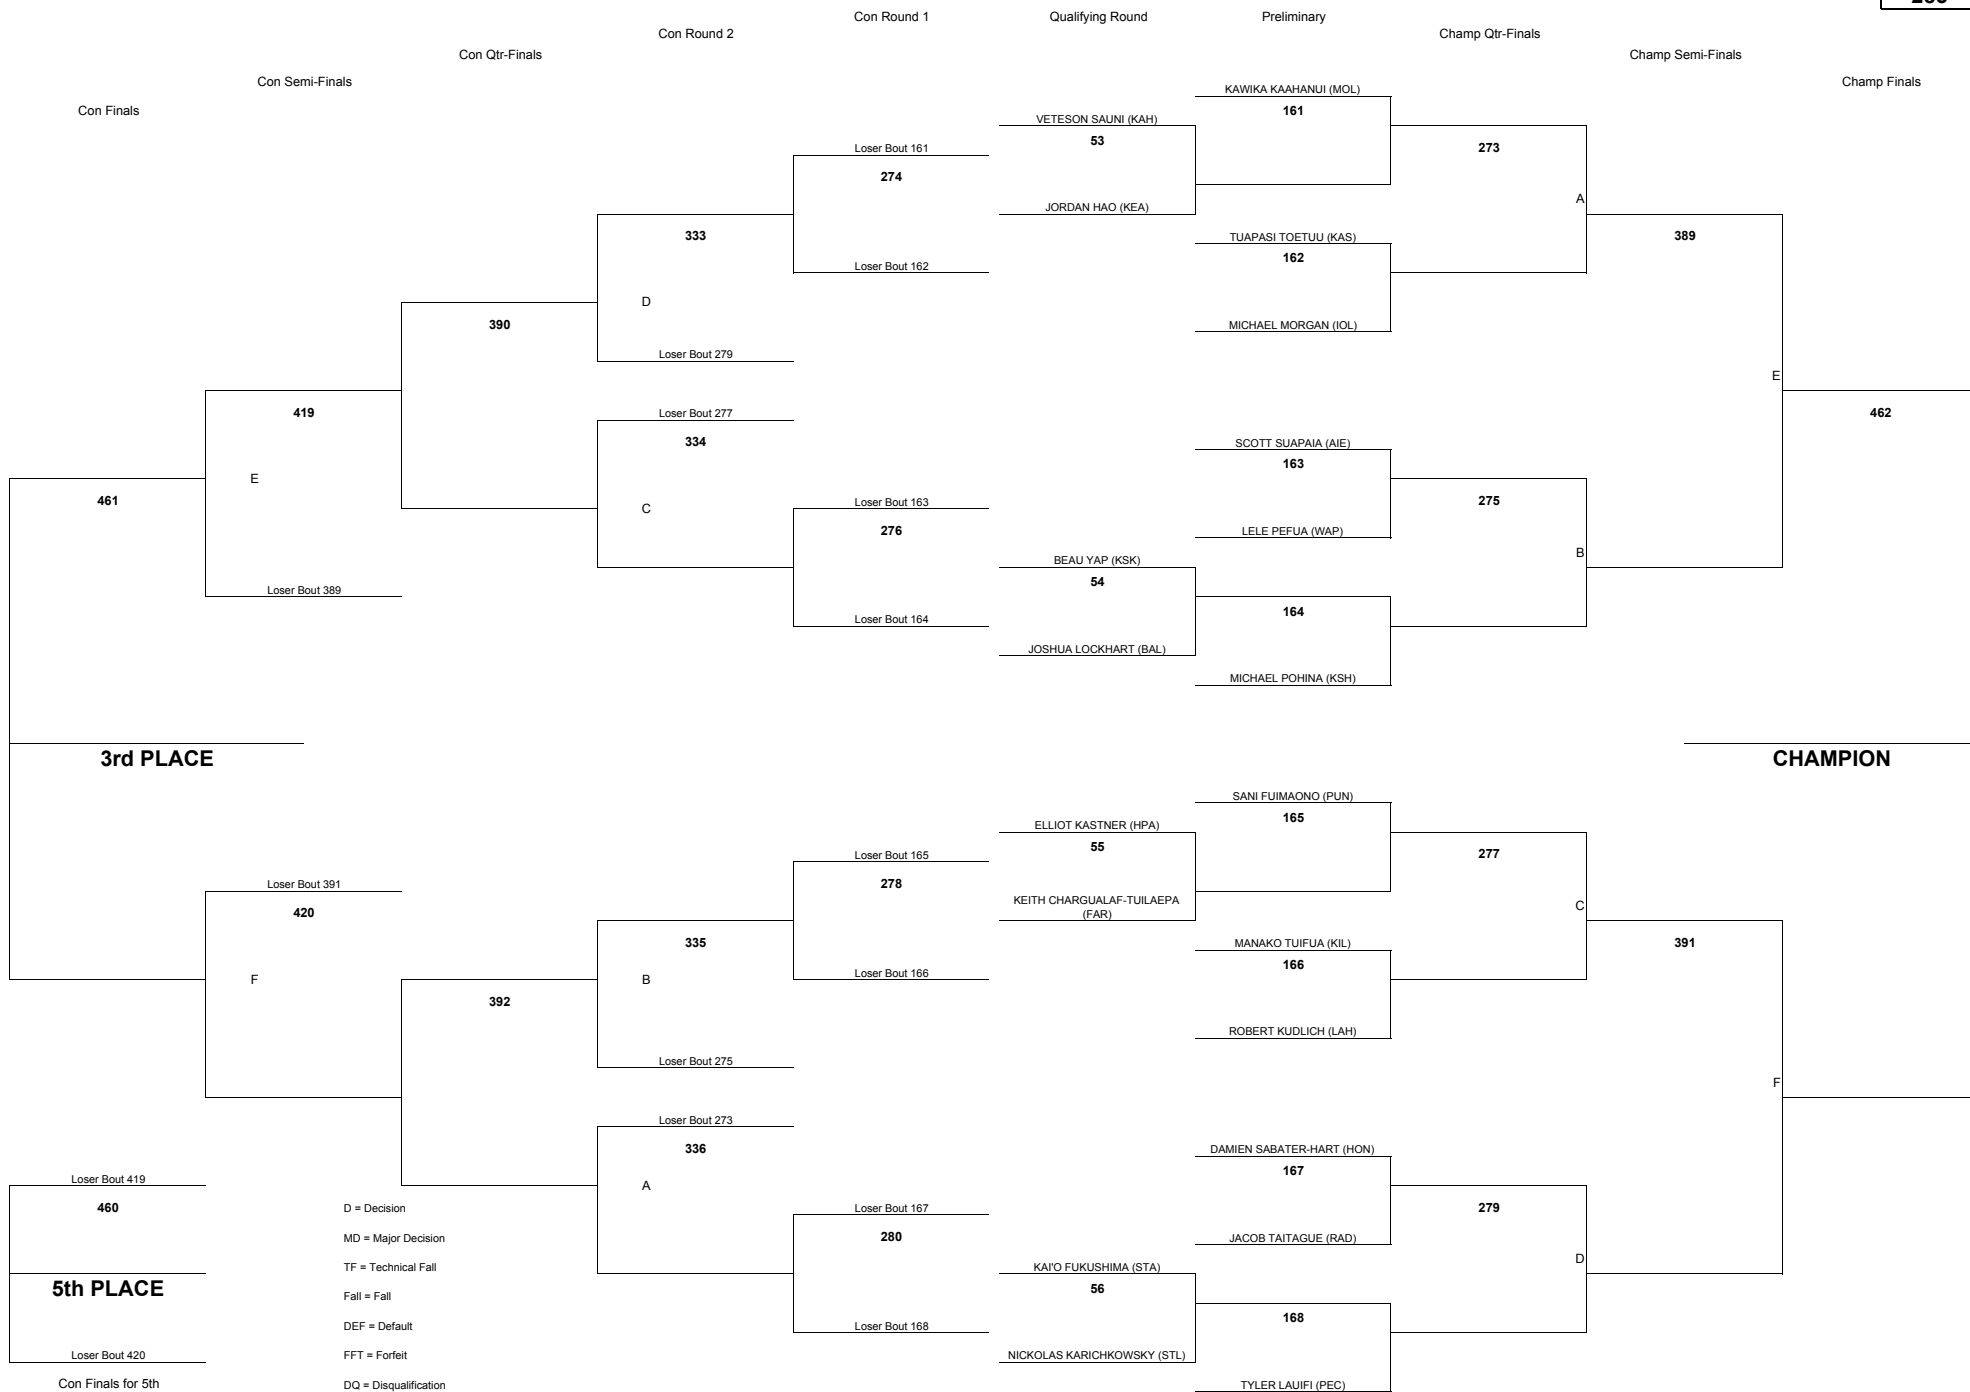 Con Round 1
Qualifying Round
Preliminary
Con Round 2
Champ Qtr-Finals
Con Qtr-Finals
Champ Semi-Finals
Con Semi-Finals
Champ Finals
Con Finals
KAWIKA KAAHANUI (MOL)
161
VETESON SAUNI (KAH)
53
Loser Bout 161
273
274
A
JORDAN HAO (KEA)
333
TUAPASI TOETUU (KAS)
389
162
Loser Bout 162
D
390
MICHAEL MORGAN (IOL)
Loser Bout 279
E
419
Loser Bout 277
462
334
SCOTT SUAPAIA (AIE)
163
E
461
Loser Bout 163
275
C
276
LELE PEFUA (WAP)
B
BEAU YAP (KSK)
54
Loser Bout 389
164
Loser Bout 164
JOSHUA LOCKHART (BAL)
MICHAEL POHINA (KSH)
3rd PLACE
CHAMPION
SANI FUIMAONO (PUN)
165
ELLIOT KASTNER (HPA)
55
Loser Bout 165
277
Loser Bout 391
278
KEITH CHARGUALAF-TUILAEPA
(FAR)
C
420
335
MANAKO TUIFUA (KIL)
391
166
Loser Bout 166
F
B
392
ROBERT KUDLICH (LAH)
Loser Bout 275
F
Loser Bout 273
336
DAMIEN SABATER-HART (HON)
167
Loser Bout 419
A
460
D = Decision
Loser Bout 167
279
280
MD = Major Decision
JACOB TAITAGUE (RAD)
D
TF = Technical Fall
KAI'O FUKUSHIMA (STA)
5th PLACE
56
Fall = Fall
168
DEF = Default
Loser Bout 168
Loser Bout 420
FFT = Forfeit
NICKOLAS KARICHKOWSKY (STL)
Con Finals for 5th
DQ = Disqualification
TYLER LAUIFI (PEC)